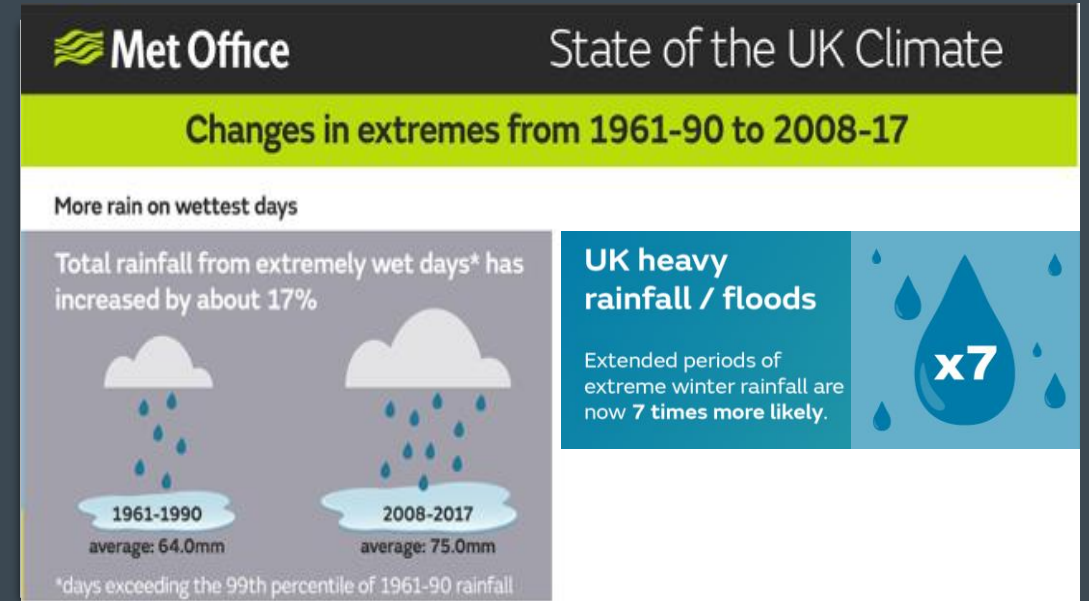 Met Office
State of the UK Climate
Changes in extremes from 1961-90 to 2008-17
More rain on wettest days
Total rainfall from extremely wet days* has
increased by about 17%
1961-1990
average: 64.0mm
2008-2017
average: 75.0mm
*days exceeding the 99th percentile of 1961-90 rainfall
UK heavy
rainfall / floods
Extended periods of
extreme winter rainfall are
now 7 times more likely.
x7